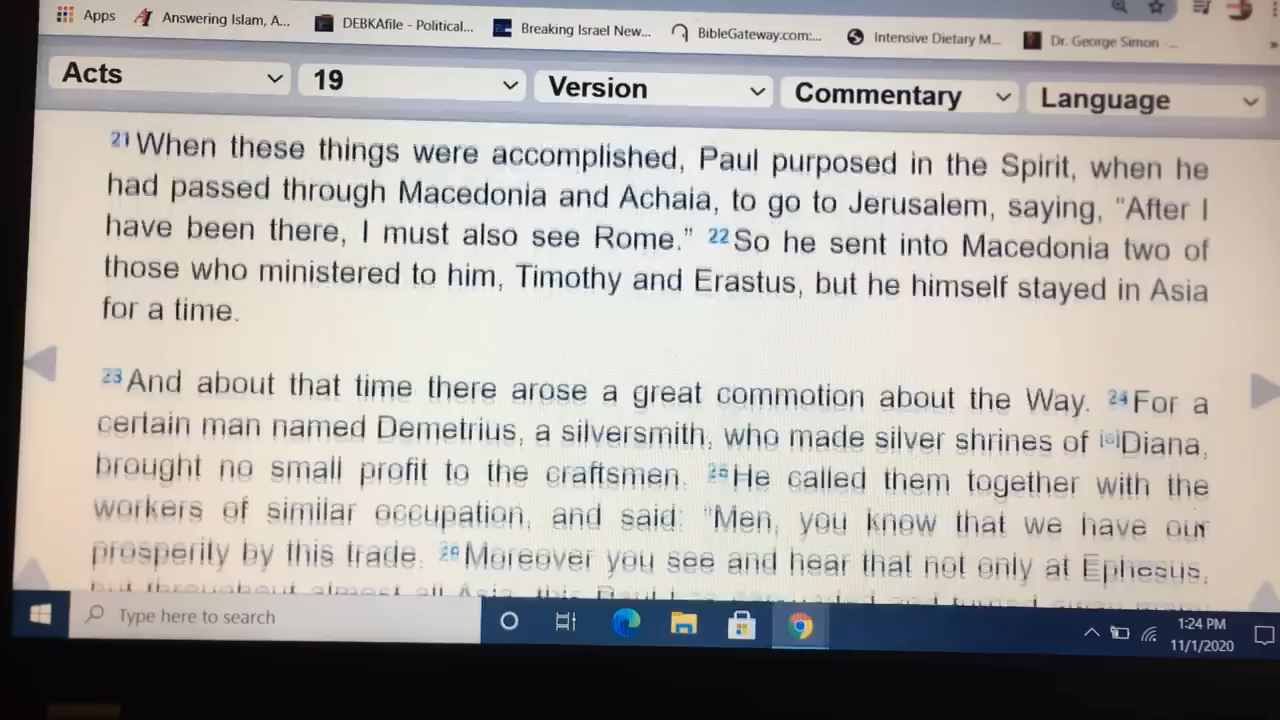 Apps Answering Islam, A... DEBKAfile - Political... Breaking Israel New... BibleGateway.com:... Intensive Dietary M... Dr. George Simon -...
Acts 19 Version Commentary Language
21 When these things were accomplished, Paul purposed in the Spirit, when he
had passed through Macedonia and Achaia, to go to Jerusalem, saying, “After I
have been there, I must also see Rome.” 22 So he sent into Macedonia two of
those who ministered to him, Timothy and Erastus, but he himself stayed in Asia
for a time.
23 And about that time there arose a great commotion about the Way. 24 For a
certain man named Demetrius, a silversmith, who made silver shrines of Diana,
brought no small profit to the craftsmen. 25 He called them together with the
workers of similar occupation, and said: “Men, you know that we have our
prosperity by this trade. 26 Moreover you see and hear that not only at Ephesus,
but throughout almost all Asia, this Paul
Type here to search
1:24 PM
11/1/2020